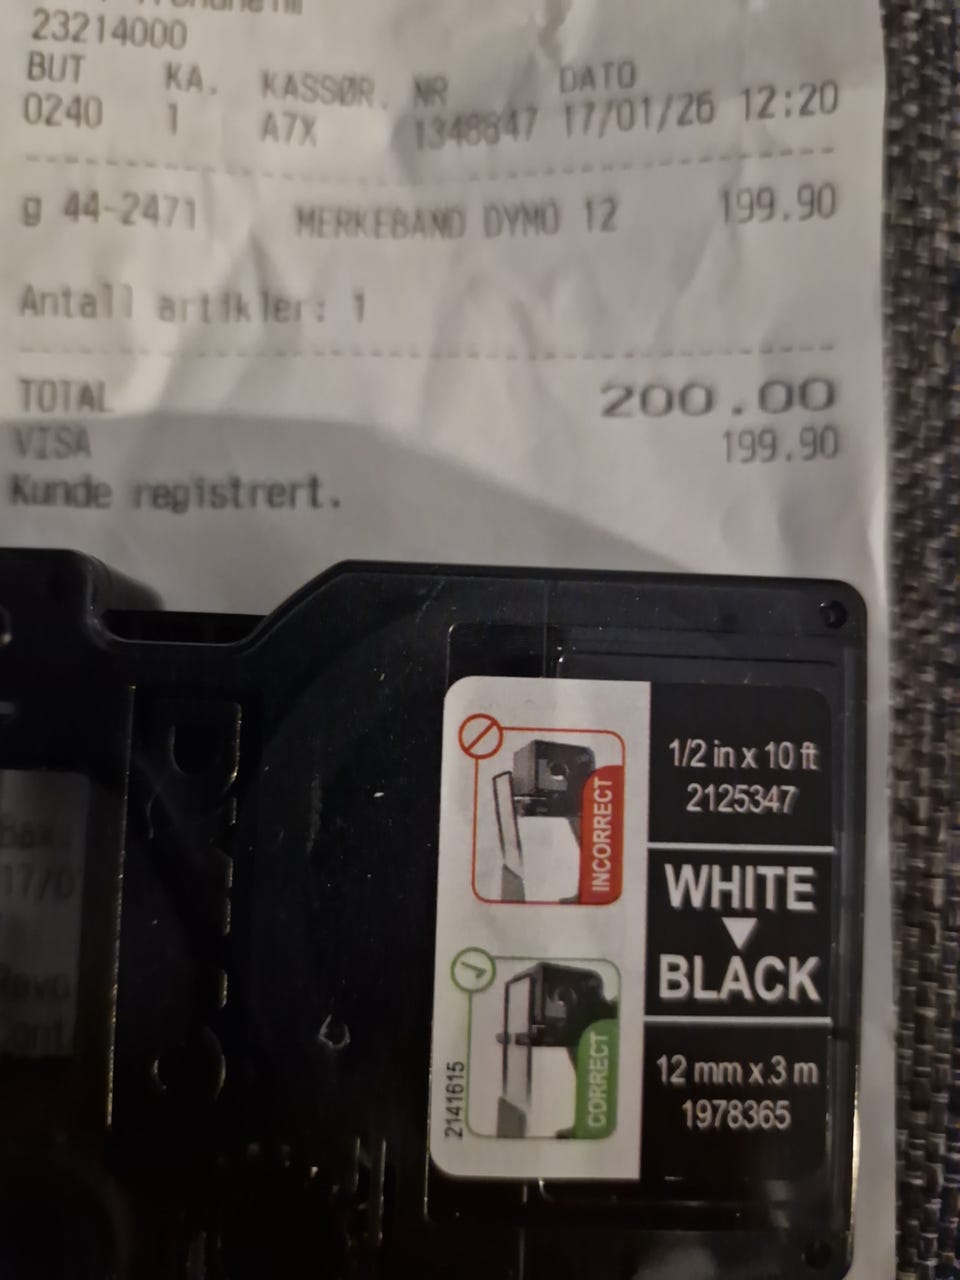 23214000
BUT KA. KASSØR. NR DATO
0240 1 A7X 1348847 17/01/26 12:20
g 44-2471 MERKEBAND DYMO 12 199.90
Antall artikler: 1
TOTAL 200.00
VISA 199.90
Kunde registrert.
INCORRECT
1/2 in x 10 ft
2125347
WHITE
BLACK
CORRECT
2141615
12 mm x 3 m
1978365
17/0